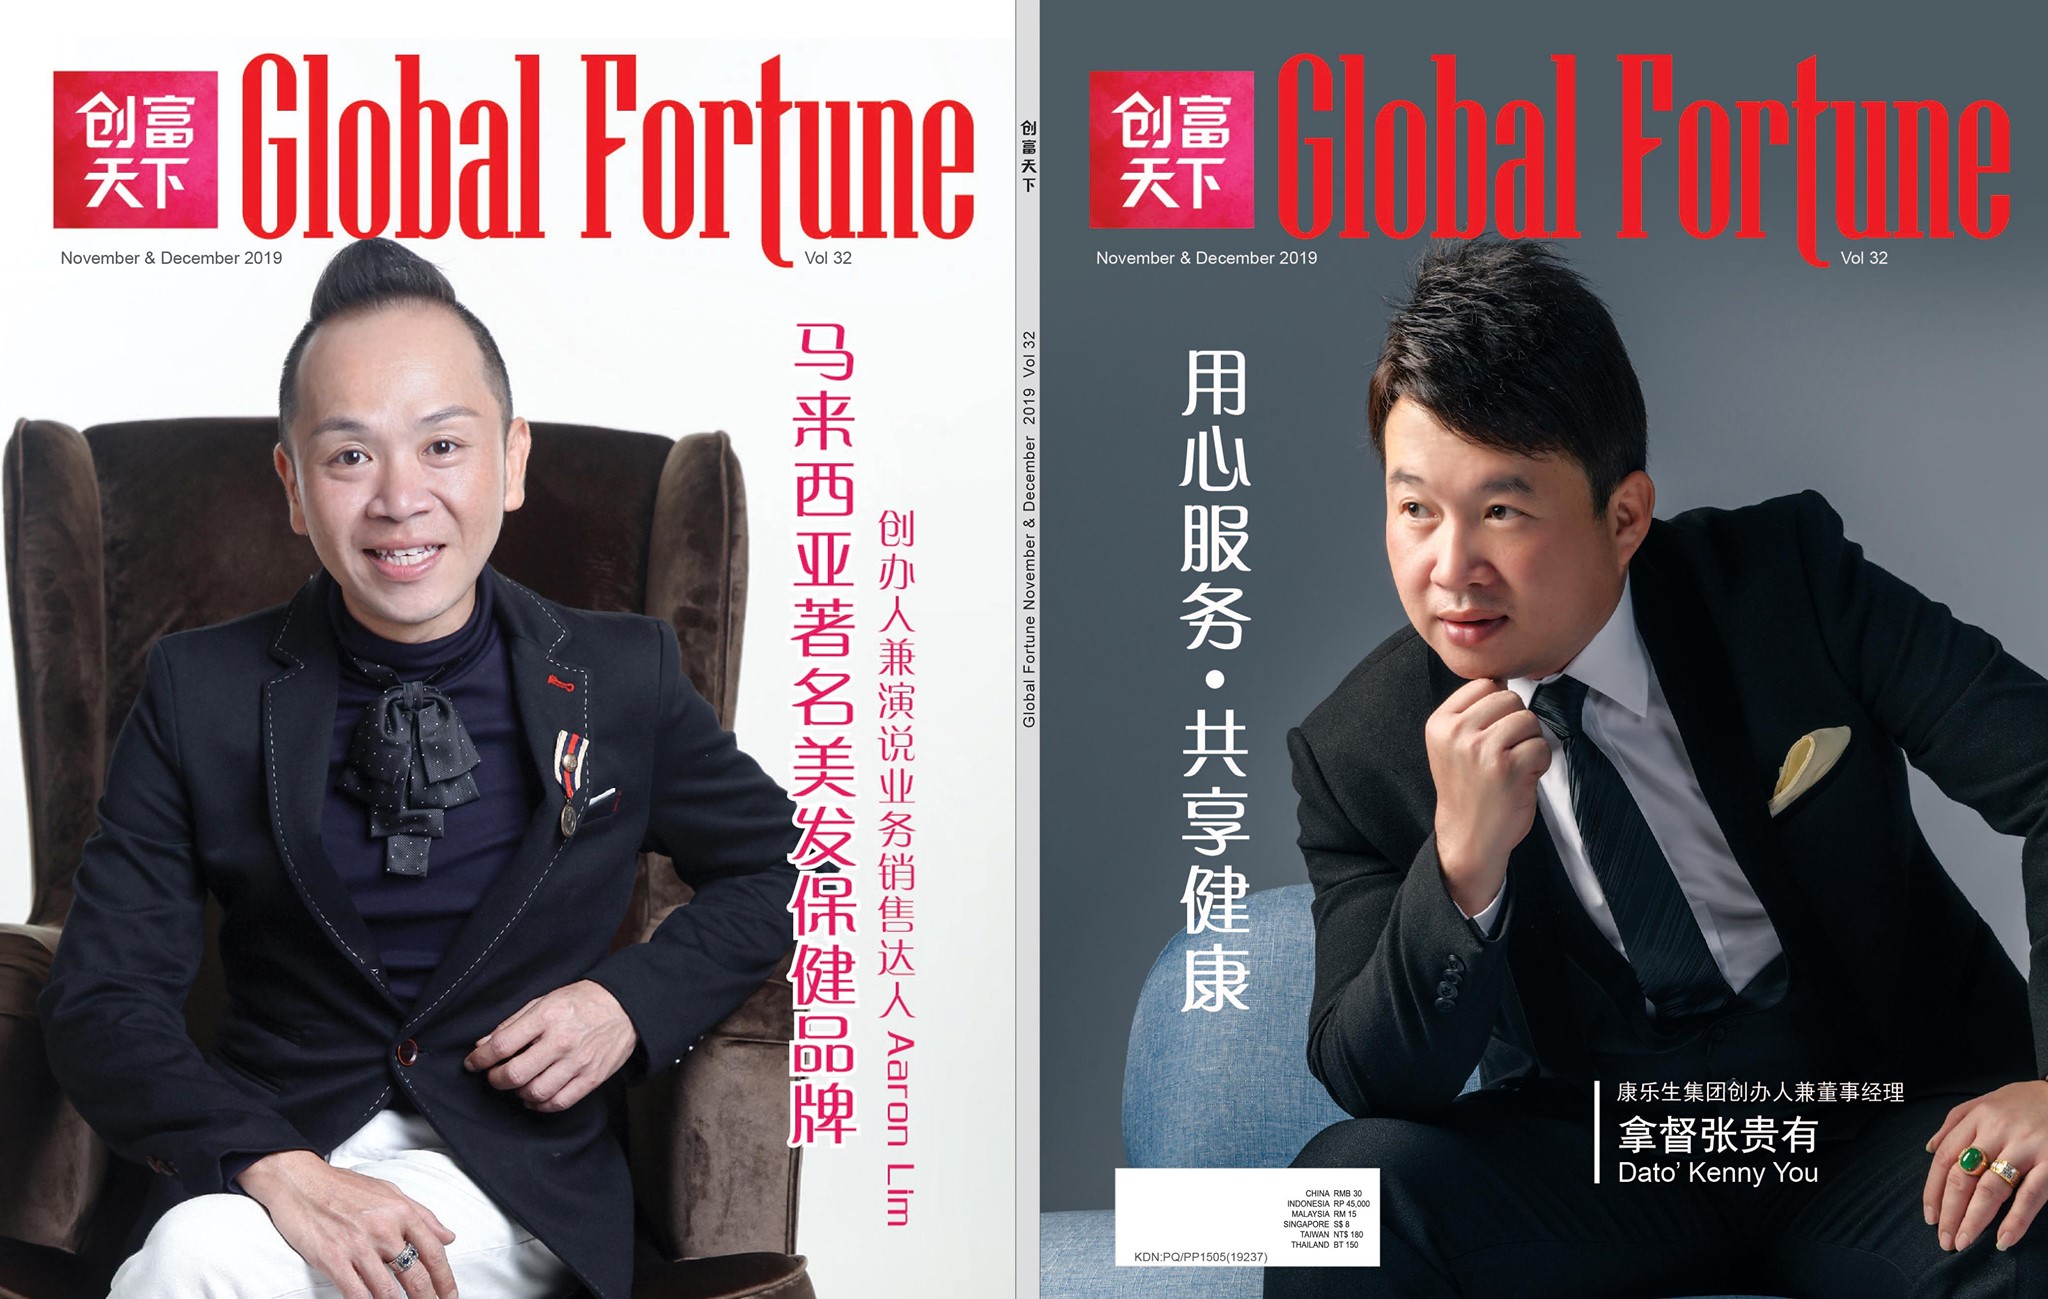 创富
天下
Global Fortune
November & December 2019
Vol 32
马来西亚著名美发保健品牌
创办人兼演说业务销售达人 Aaron Lim
创富天下
Global Fortune November & December 2019 Vol 32
创富
天下
Global Fortune
November & December 2019
Vol 32
用心服务·共享健康
康乐生集团创办人兼董事经理
拿督张贵有
Dato' Kenny You
CHINA RMB 30
INDONESIA RP 45,000
MALAYSIA RM 15
SINGAPORE S$ 8
TAIWAN NT$ 180
THAILAND BT 150
KDN:PQ/PP1505(19237)